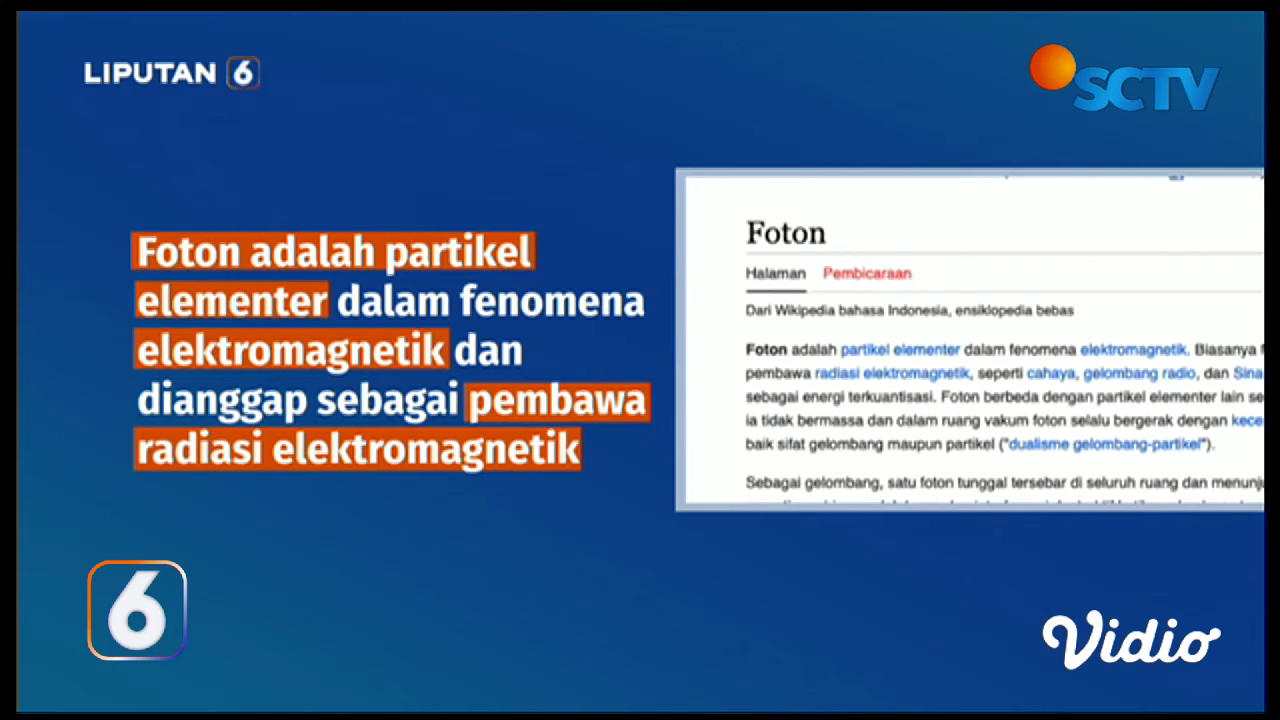 LIPUTAN 6
SCTV
Foton adalah partikel
elementer dalam fenomena
elektromagnetik dan
dianggap sebagai pembawa
radiasi elektromagnetik
Foton
Halaman Pembicaraan
Dari Wikipedia bahasa Indonesia, ensiklopedia bebas
Foton adalah partikel elementer dalam fenomena elektromagnetik. Biasanya
pembawa radiasi elektromagnetik, seperti cahaya, gelombang radio, dan Sina
sebagai energi terkuantisasi. Foton berbeda dengan partikel elementer lain se
ia tidak bermassa dan dalam ruang vakum foton selalu bergerak dengan kece
baik sifat gelombang maupun partikel ("dualisme gelombang-partikel").
Sebagai gelombang, satu foton tunggal tersebar di seluruh ruang dan menunju
6
Vidio